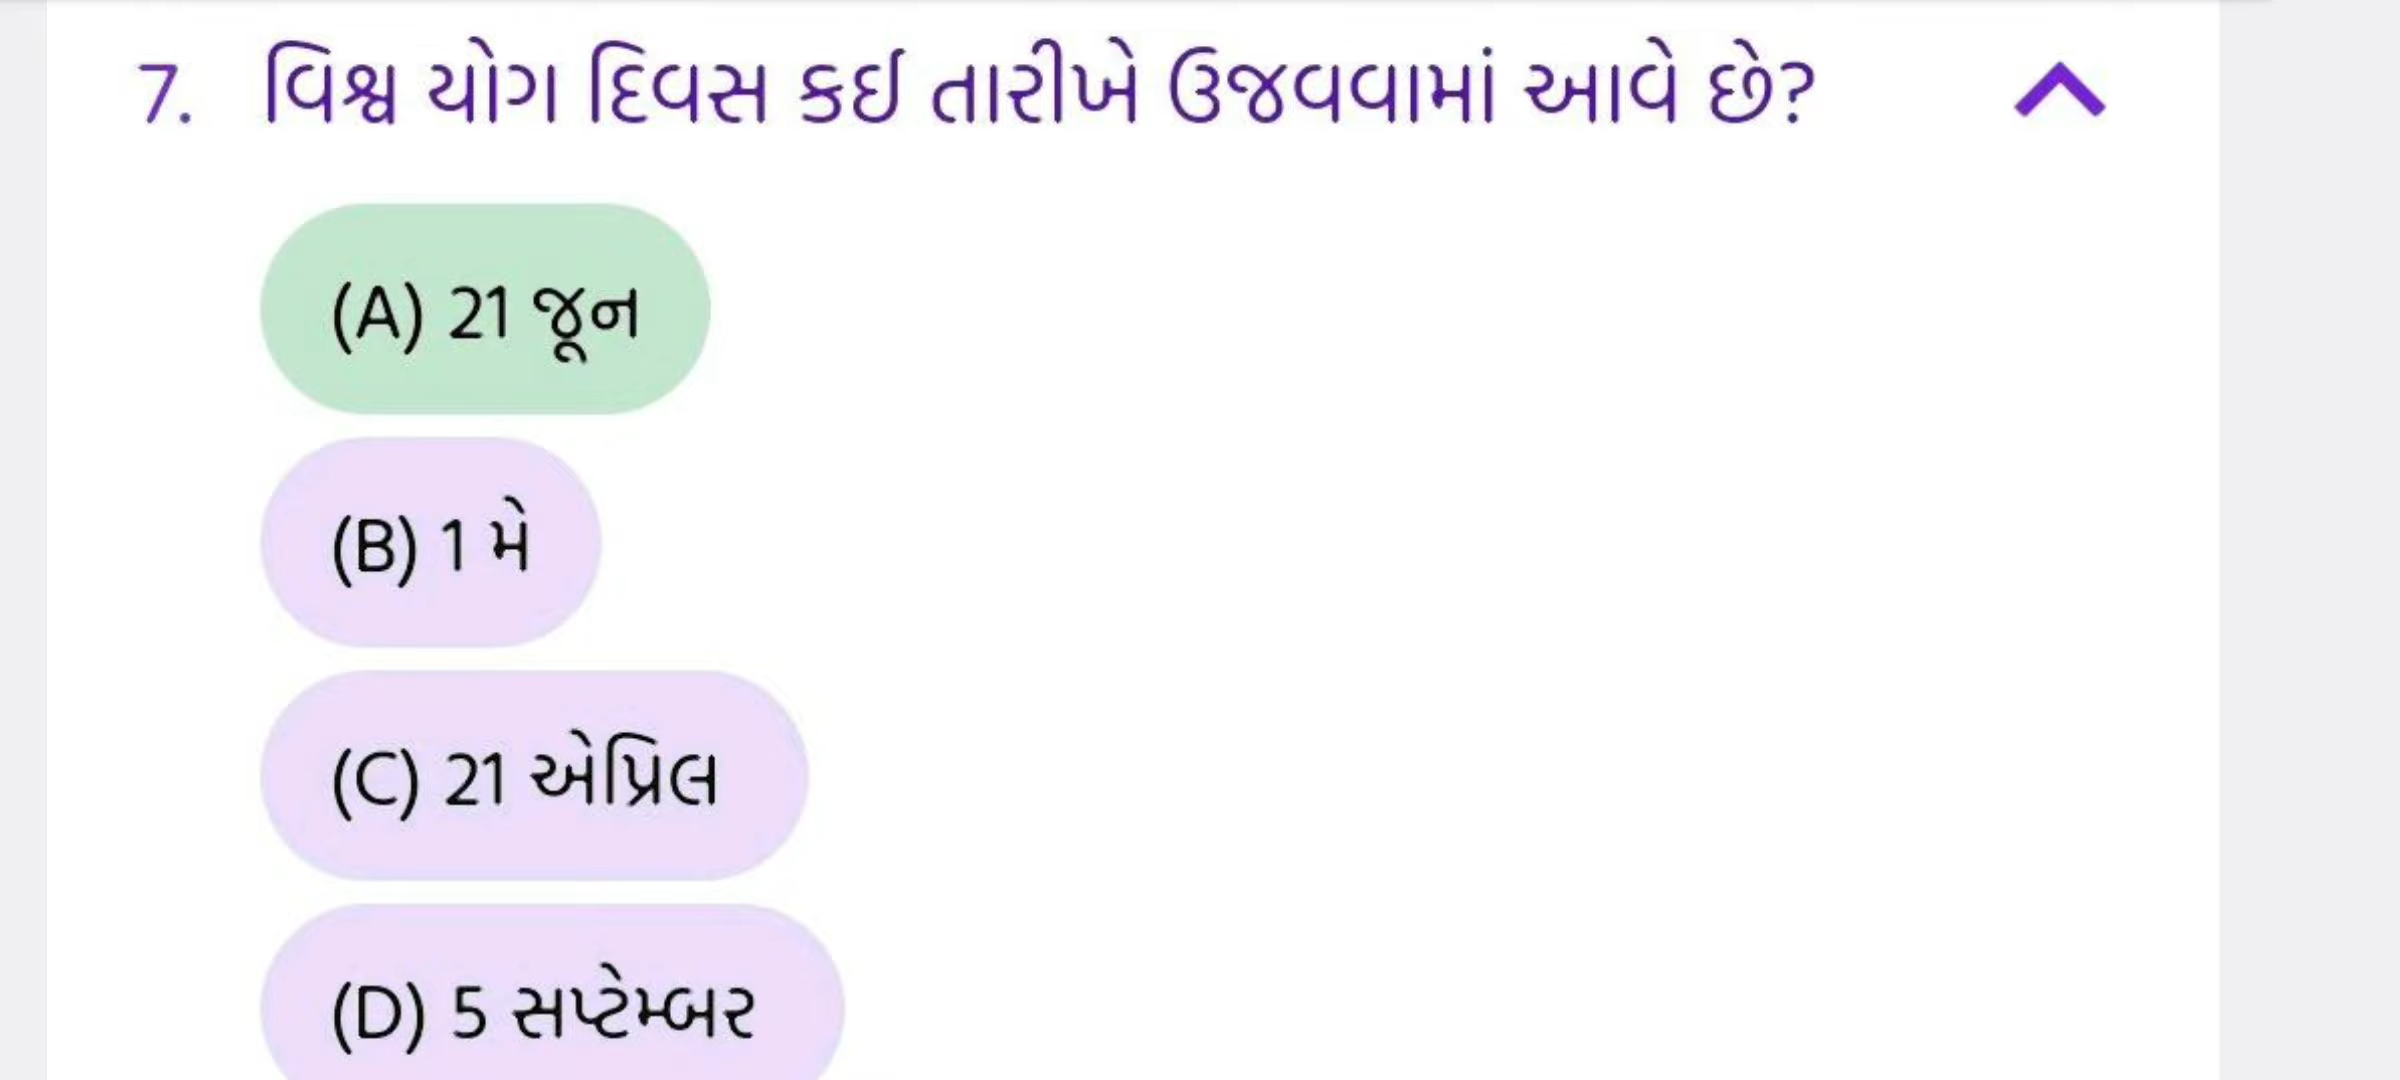 7. વિશ્વ યોગ દિવસ કઈ તારીખે ઉજવવામાં આવે છે?
(A) 21 જૂન
(B) 1 મે
(C) 21 એપ્રિલ
(D) 5 સપ્ટેમ્બર